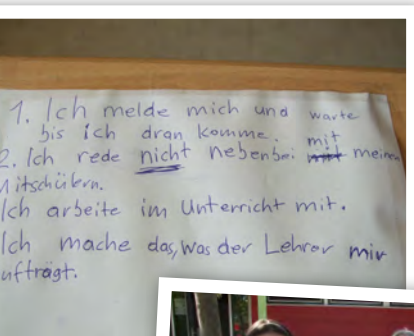 1. Ich melde mich und warte
bis ich dran komme.
2. Ich rede nicht nebenbei mit meinen
Mitschülern.
Ich arbeite im Unterricht mit.
Ich mache das, was der Lehrer mir
ufträgt.